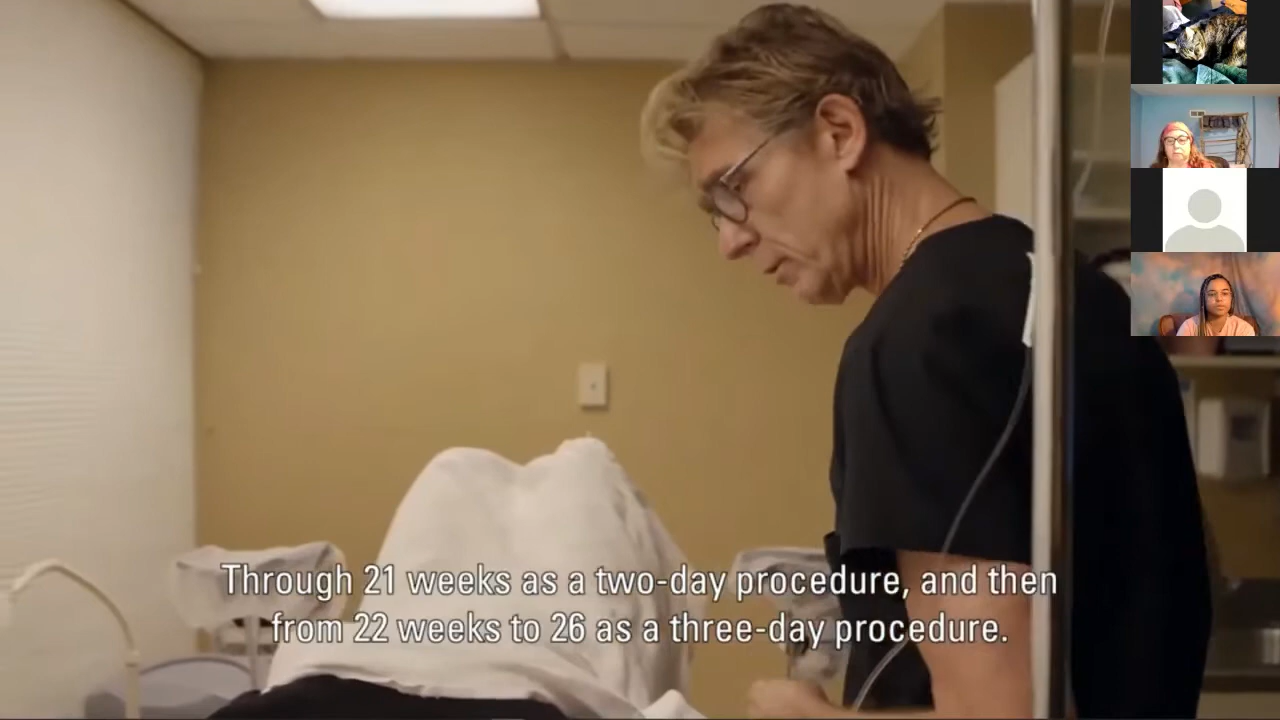 Through 21 weeks as a two-day procedure, and then
from 22 weeks to 26 as a three-day procedure.